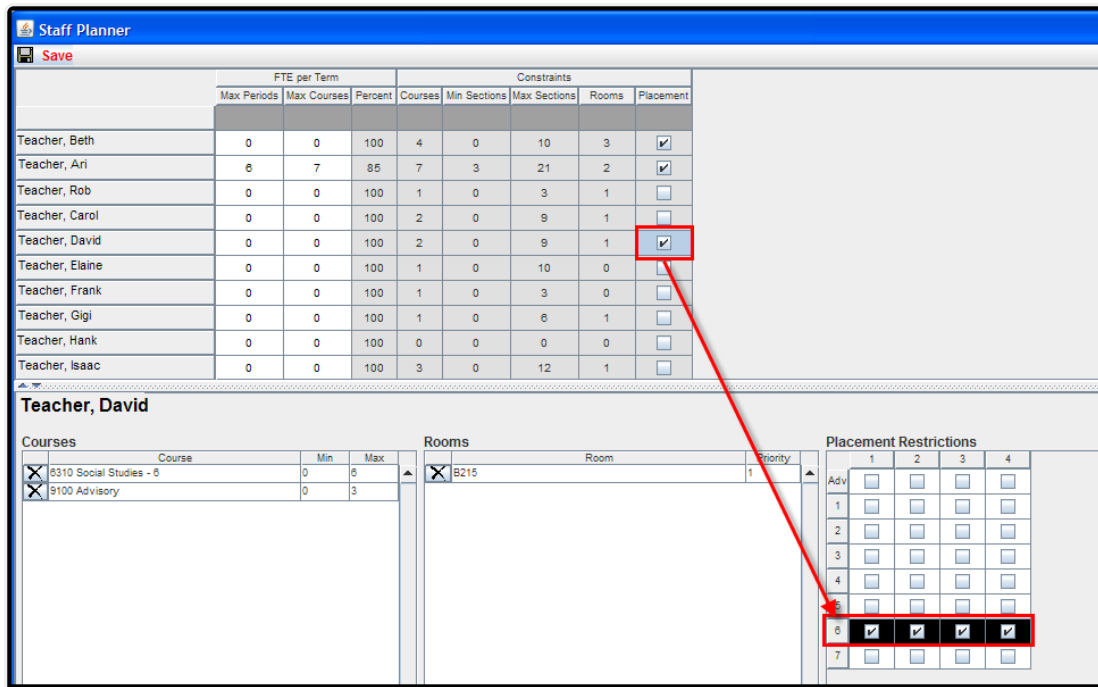 Staff Planner
Save
FTE per Term Constraints
Max Periods Max Courses Percent Courses Min Sections Max Sections Rooms Placement
Teacher, Beth 0 0 100 4 0 10 3
Teacher, Ari 6 7 85 7 3 21 2
Teacher, Rob 0 0 100 1 0 3 1
Teacher, Carol 0 0 100 2 0 9 1
Teacher, David 0 0 100 2 0 9 1
Teacher, Elaine 0 0 100 1 0 10 0
Teacher, Frank 0 0 100 1 0 3 0
Teacher, Gigi 0 0 100 1 0 6 1
Teacher, Hank 0 0 100 0 0 0 0
Teacher, Isaac 0 0 100 3 0 12 1
Teacher, David
Courses Rooms Placement Restrictions
Course Min Max Room Priority 1 2 3 4
6310 Social Studies - 6 0 6 B215 1
9100 Advisory 0 3
Adv
1
2
3
4
5
6
7